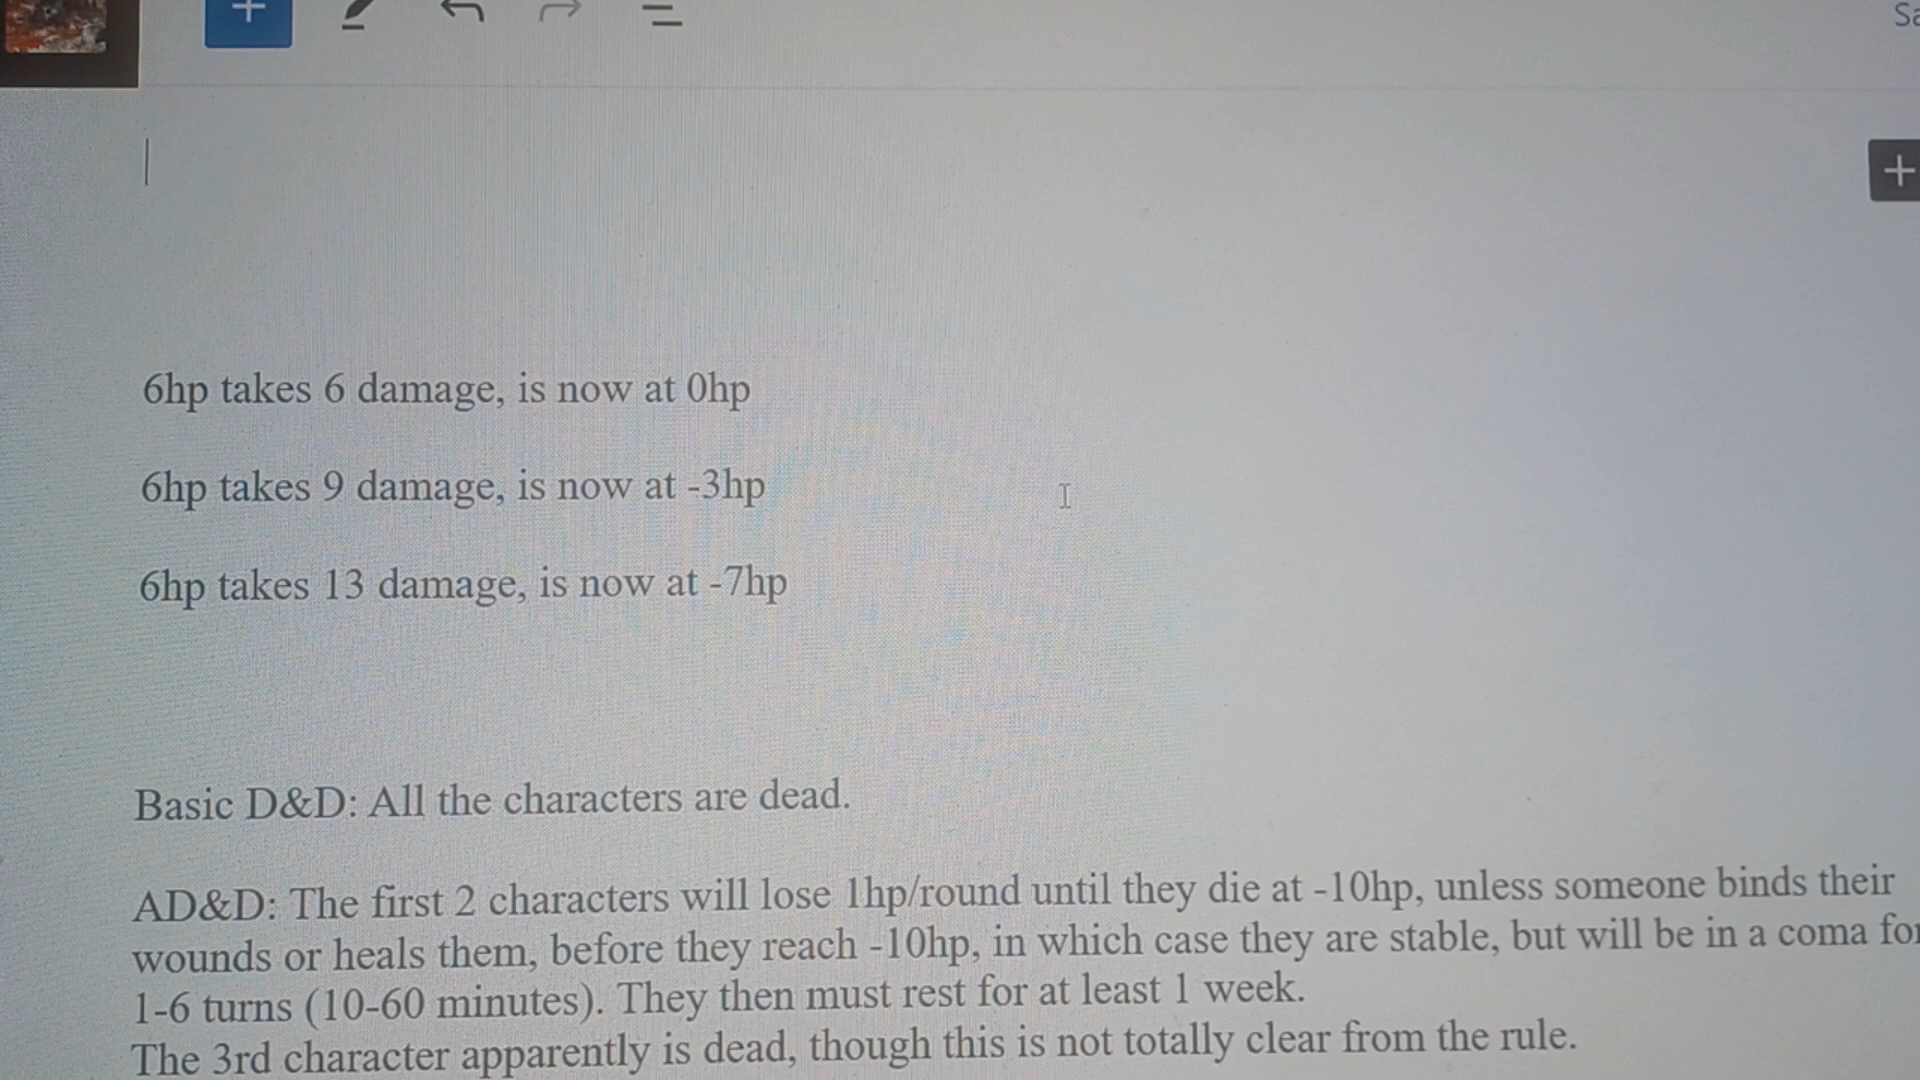 Sa
6hp takes 6 damage, is now at 0hp
6hp takes 9 damage, is now at -3hp
6hp takes 13 damage, is now at -7hp
Basic D&D: All the characters are dead.
AD&D: The first 2 characters will lose 1hp/round until they die at -10hp, unless someone binds their
wounds or heals them, before they reach -10hp, in which case they are stable, but will be in a coma for
1-6 turns (10-60 minutes). They then must rest for at least 1 week.
The 3rd character apparently is dead, though this is not totally clear from the rule.